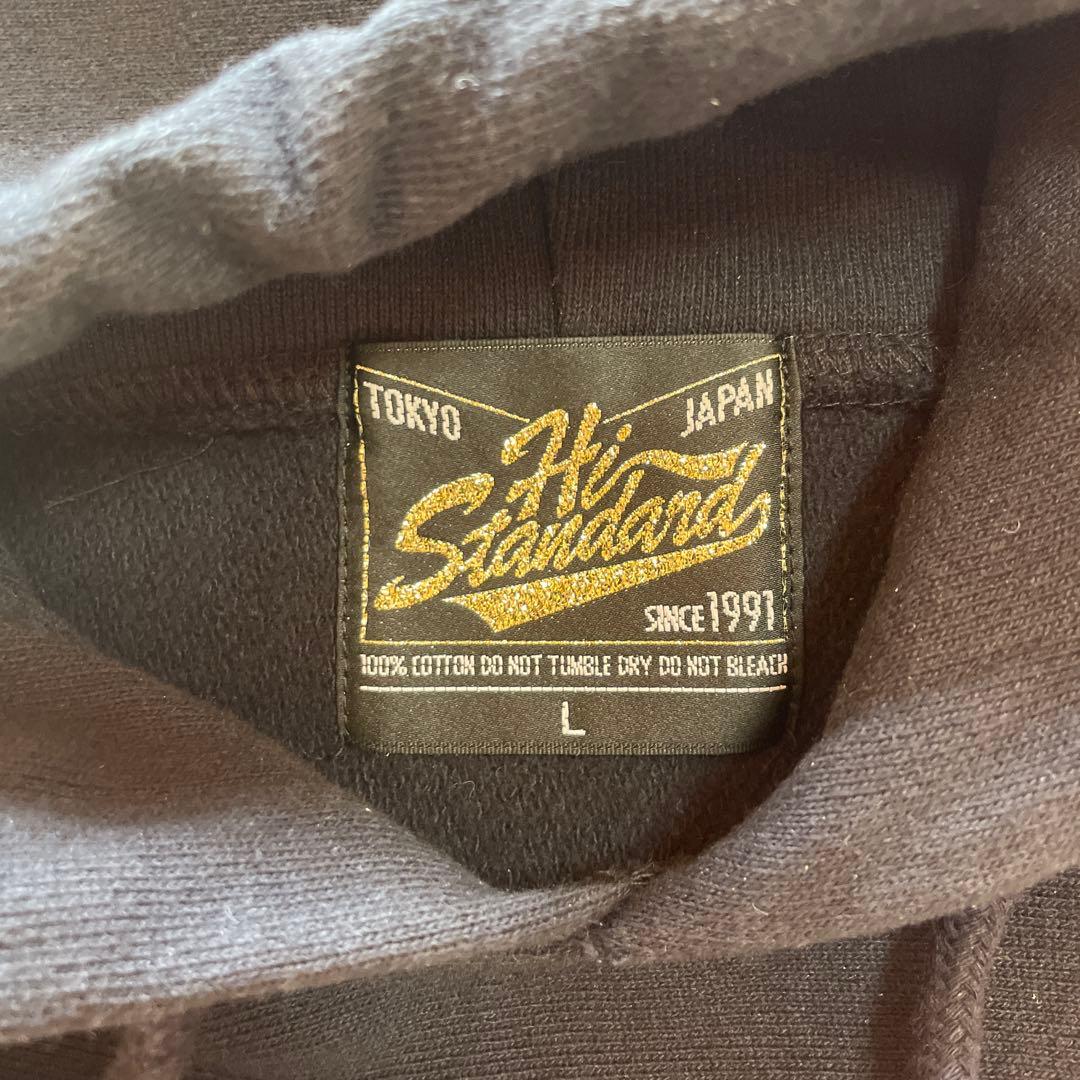 TOKYO JAPAN
Hi
Standard
SINCE 1991
100% COTTON DO NOT TUMBLE DRY DO NOT BLEACH
L